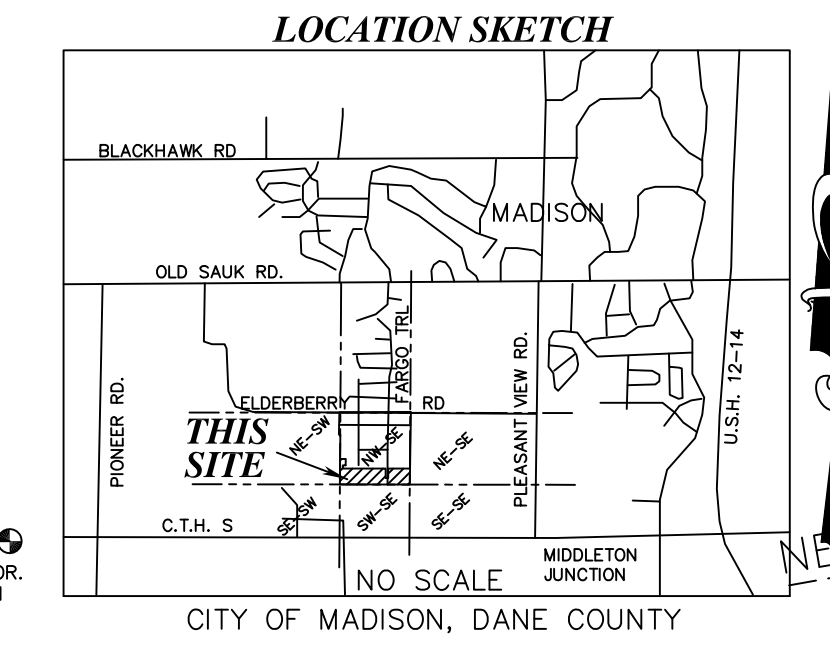 LOCATION SKETCH
BLACKHAWK RD
MADISON
OLD SAUK RD.
FARGO TRL
PIONEER RD.
PLEASANT VIEW RD.
U.S.H. 12-14
ELDERBERRY RD
THIS
SITE
NE-SW
NW-SE
NE-SE
SE-SW
SW-SE
SE-SE
C.T.H. S
MIDDLETON
JUNCTION
NO SCALE
CITY OF MADISON, DANE COUNTY